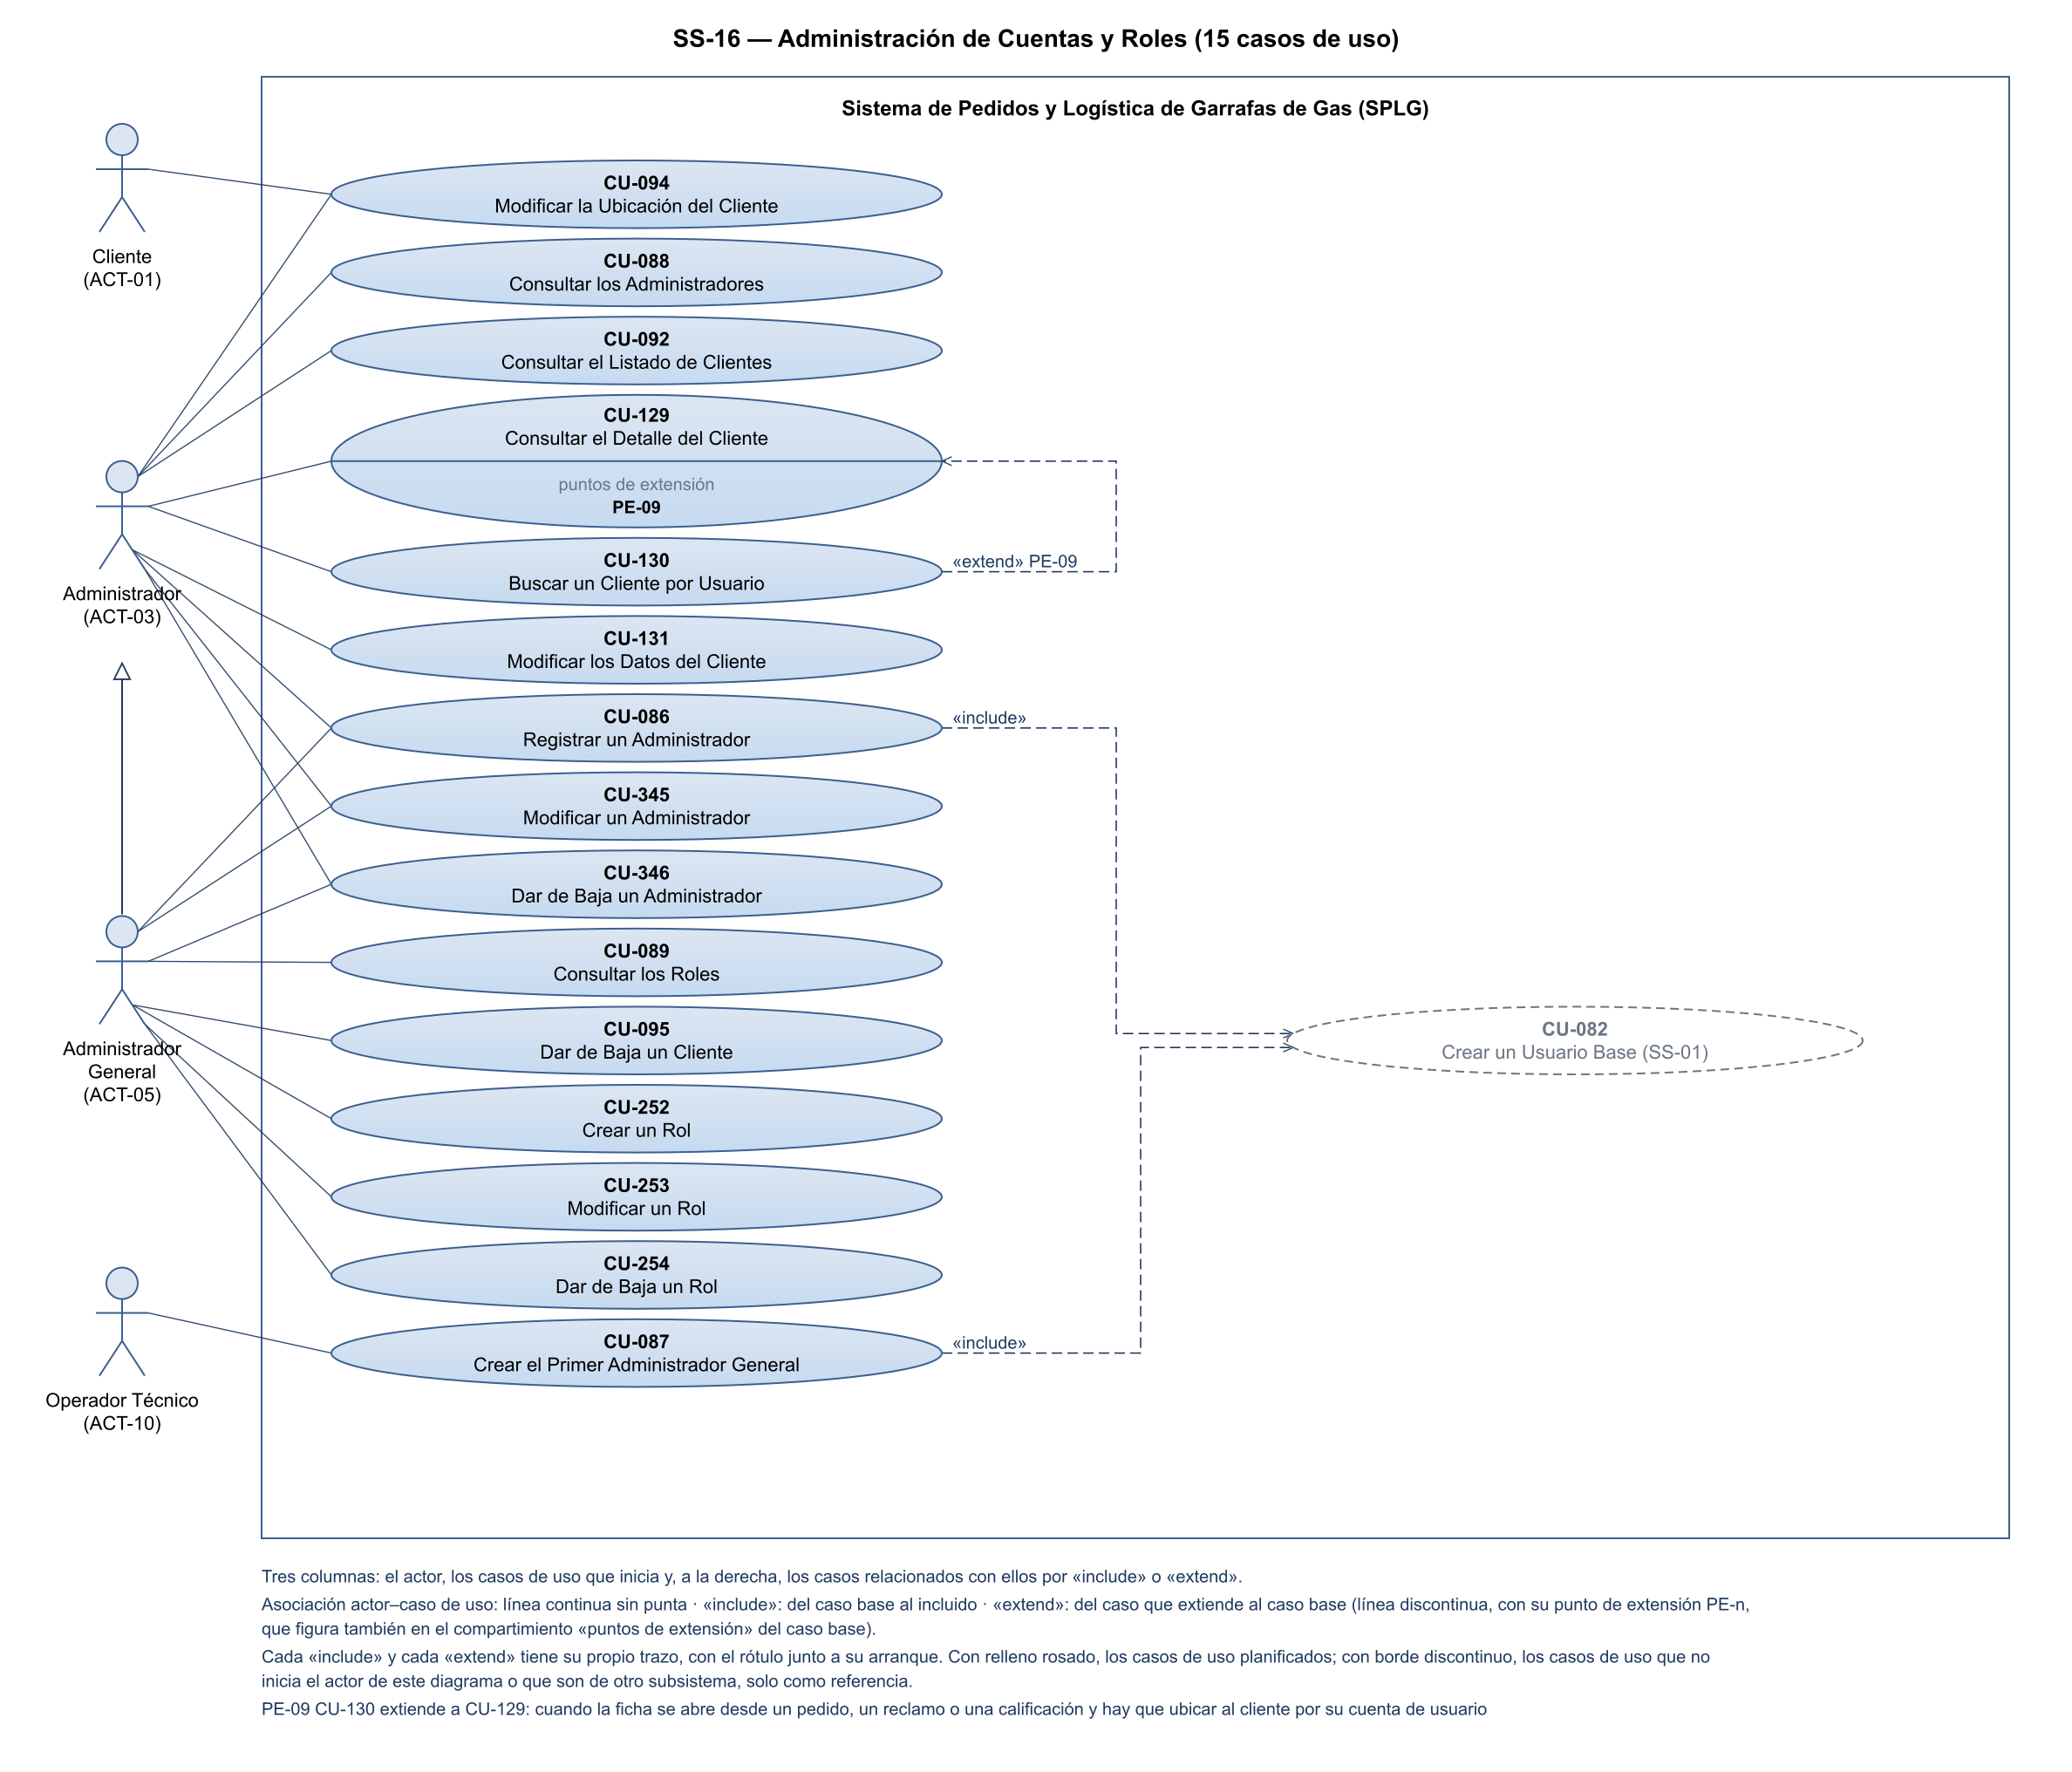 SS-16 — Administración de Cuentas y Roles (15 casos de uso)
Sistema de Pedidos y Logística de Garrafas de Gas (SPLG)
Cliente
(ACT-01)
CU-094
Modificar la Ubicación del Cliente
CU-088
Consultar los Administradores
CU-092
Consultar el Listado de Clientes
CU-129
Consultar el Detalle del Cliente
puntos de extensión
PE-09
Administrador
(ACT-03)
CU-130
Buscar un Cliente por Usuario
«extend» PE-09
CU-131
Modificar los Datos del Cliente
CU-086
Registrar un Administrador
«include»
CU-345
Modificar un Administrador
CU-346
Dar de Baja un Administrador
CU-089
Consultar los Roles
Administrador
General
(ACT-05)
CU-095
Dar de Baja un Cliente
CU-082
Crear un Usuario Base (SS-01)
CU-252
Crear un Rol
CU-253
Modificar un Rol
CU-254
Dar de Baja un Rol
Operador Técnico
(ACT-10)
CU-087
Crear el Primer Administrador General
«include»
Tres columnas: el actor, los casos de uso que inicia y, a la derecha, los casos relacionados con ellos por «include» o «extend».
Asociación actor–caso de uso: línea continua sin punta · «include»: del caso base al incluido · «extend»: del caso que extiende al caso base (línea discontinua, con su punto de extensión PE-n,
que figura también en el compartimiento «puntos de extensión» del caso base).
Cada «include» y cada «extend» tiene su propio trazo, con el rótulo junto a su arranque. Con relleno rosado, los casos de uso planificados; con borde discontinuo, los casos de uso que no
inicia el actor de este diagrama o que son de otro subsistema, solo como referencia.
PE-09 CU-130 extiende a CU-129: cuando la ficha se abre desde un pedido, un reclamo o una calificación y hay que ubicar al cliente por su cuenta de usuario